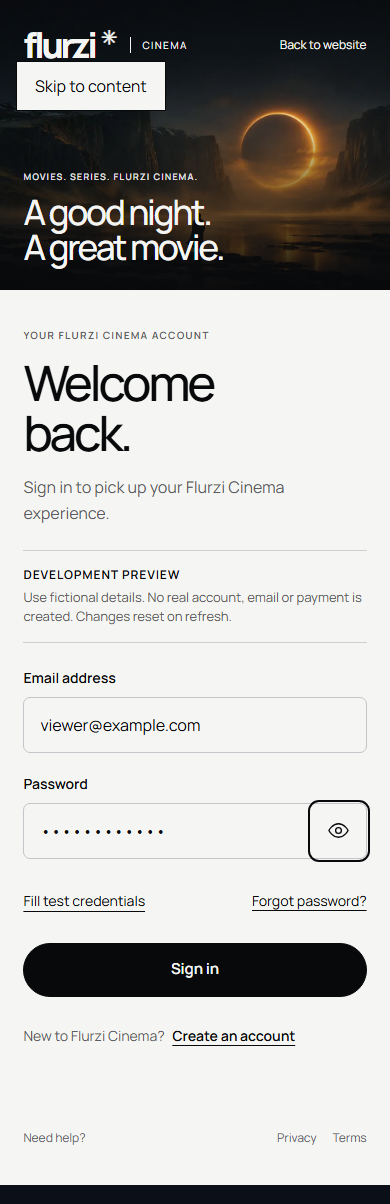 flurzi* CINEMA Back to website
Skip to content
MOVIES. SERIES. FLURZI CINEMA.
A good night.
A great movie.
YOUR FLURZI CINEMA ACCOUNT
Welcome
back.
Sign in to pick up your Flurzi Cinema
experience.
DEVELOPMENT PREVIEW
Use fictional details. No real account, email or payment is
created. Changes reset on refresh.
Email address
viewer@example.com
Password
••••••••••••
Fill test credentials Forgot password?
Sign in
New to Flurzi Cinema? Create an account
Need help? Privacy Terms